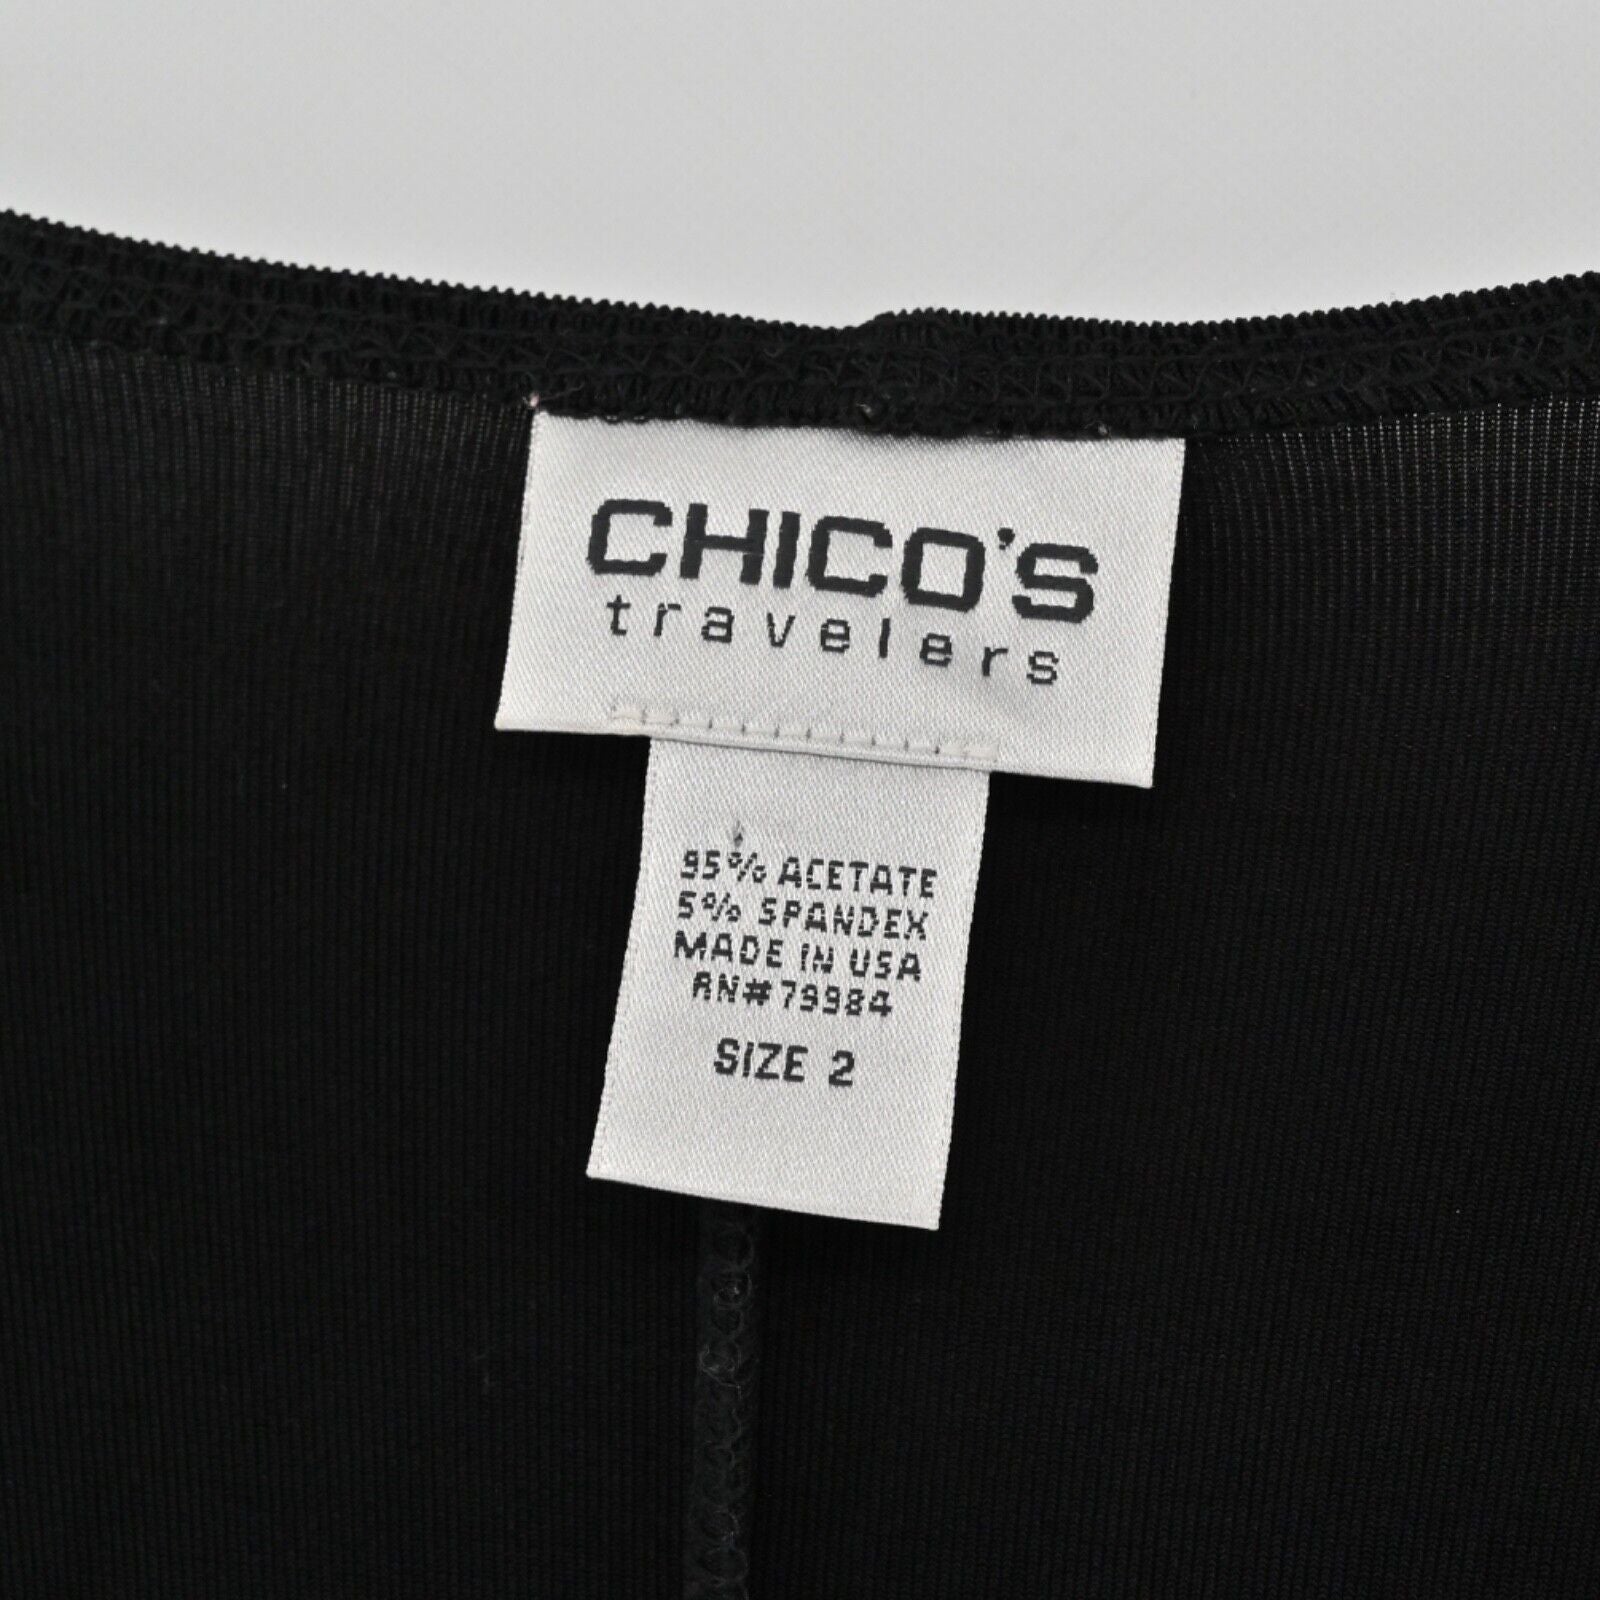 CHICO'S
travelers
95% ACETATE
5% SPANDEX
MADE IN USA
RN#79984
SIZE 2